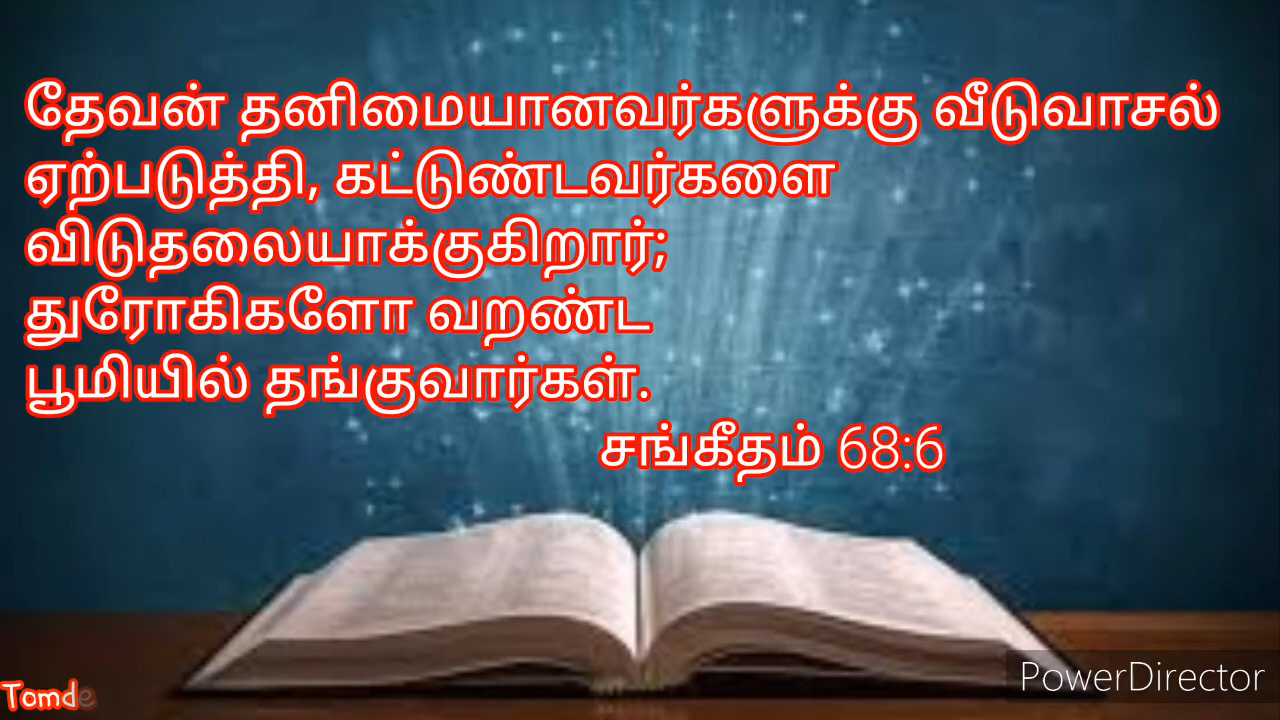 தேவன் தனிமையானவர்களுக்கு வீடுவாசல்
ஏற்படுத்தி, கட்டுண்டவர்களை
விடுதலையாக்குகிறார்;
துரோகிகளோ வறண்ட
பூமியில் தங்குவார்கள்.
சங்கீதம் 68:6
Tomde
PowerDirector